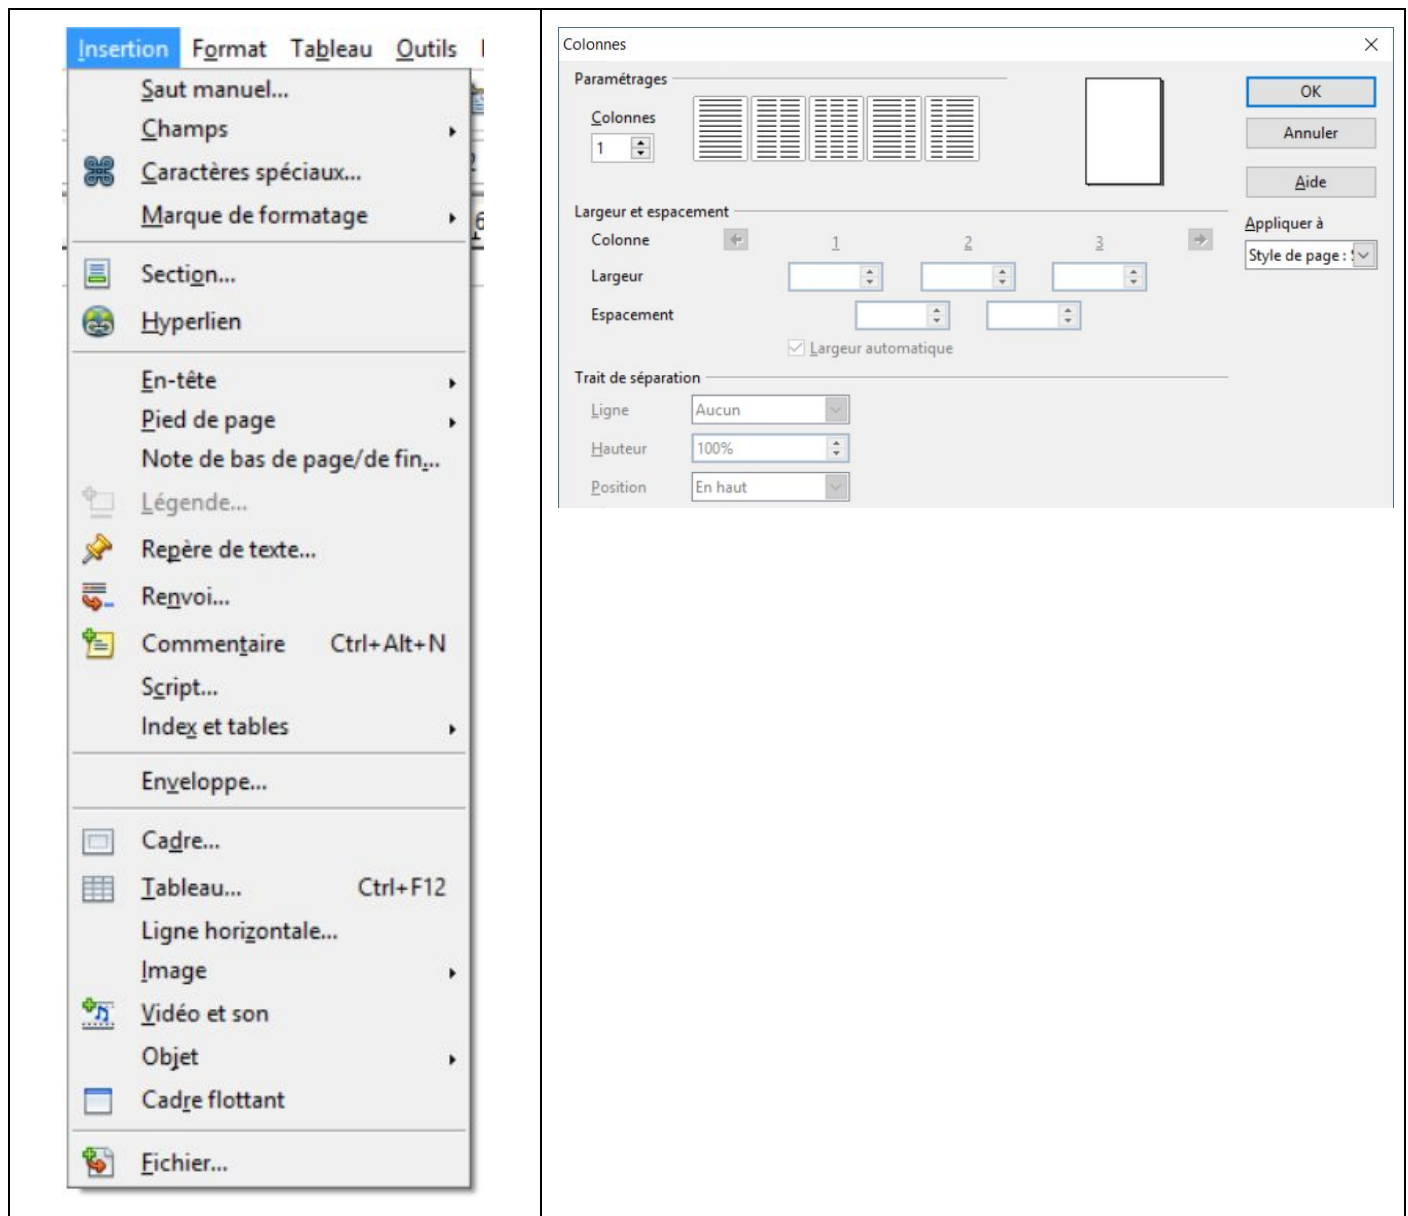 Insertion Format Tableau Outils
Saut manuel...
Champs
Caractères spéciaux...
Marque de formatage
Section...
Hyperlien
En-tête
Pied de page
Note de bas de page/de fin...
Légende...
Repère de texte...
Renvoi...
Commentaire Ctrl+Alt+N
Script...
Index et tables
Enveloppe...
Cadre...
Tableau... Ctrl+F12
Ligne horizontale...
Image
Vidéo et son
Objet
Cadre flottant
Fichier...
Colonnes
Paramétrages
Colonnes
1
OK
Annuler
Aide
Largeur et espacement
Appliquer à
Style de page :
Colonne 1 2 3
Largeur
Espacement
Largeur automatique
Trait de séparation
Ligne Aucun
Hauteur 100%
Position En haut